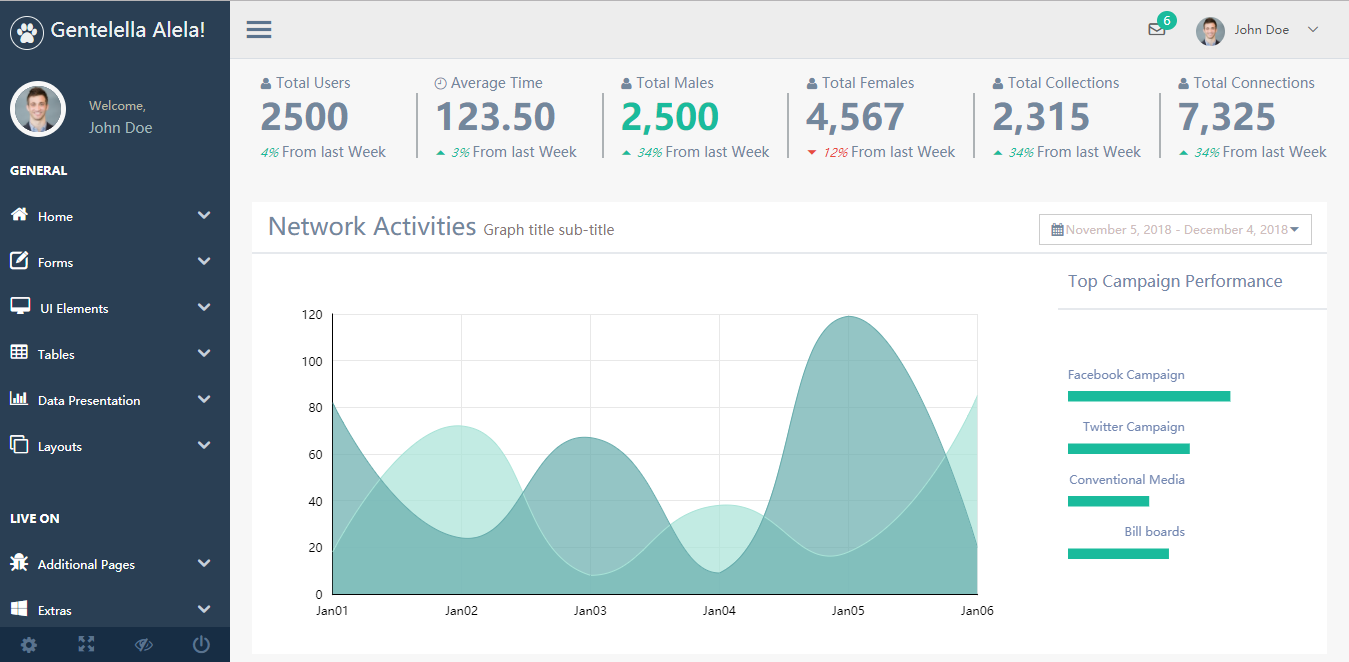 Gentelella Alela!
6
John Doe
Welcome,
John Doe
GENERAL
Home
Forms
UI Elements
Tables
Data Presentation
Layouts
LIVE ON
Additional Pages
Extras
Total Users
2500
4% From last Week
Average Time
123.50
3% From last Week
Total Males
2,500
34% From last Week
Total Females
4,567
12% From last Week
Total Collections
2,315
34% From last Week
Total Connections
7,325
34% From last Week
Network Activities Graph title sub-title
November 5, 2018 - December 4, 2018
120
100
80
60
40
20
0
Jan01 Jan02 Jan03 Jan04 Jan05 Jan06
Top Campaign Performance
Facebook Campaign
Twitter Campaign
Conventional Media
Bill boards